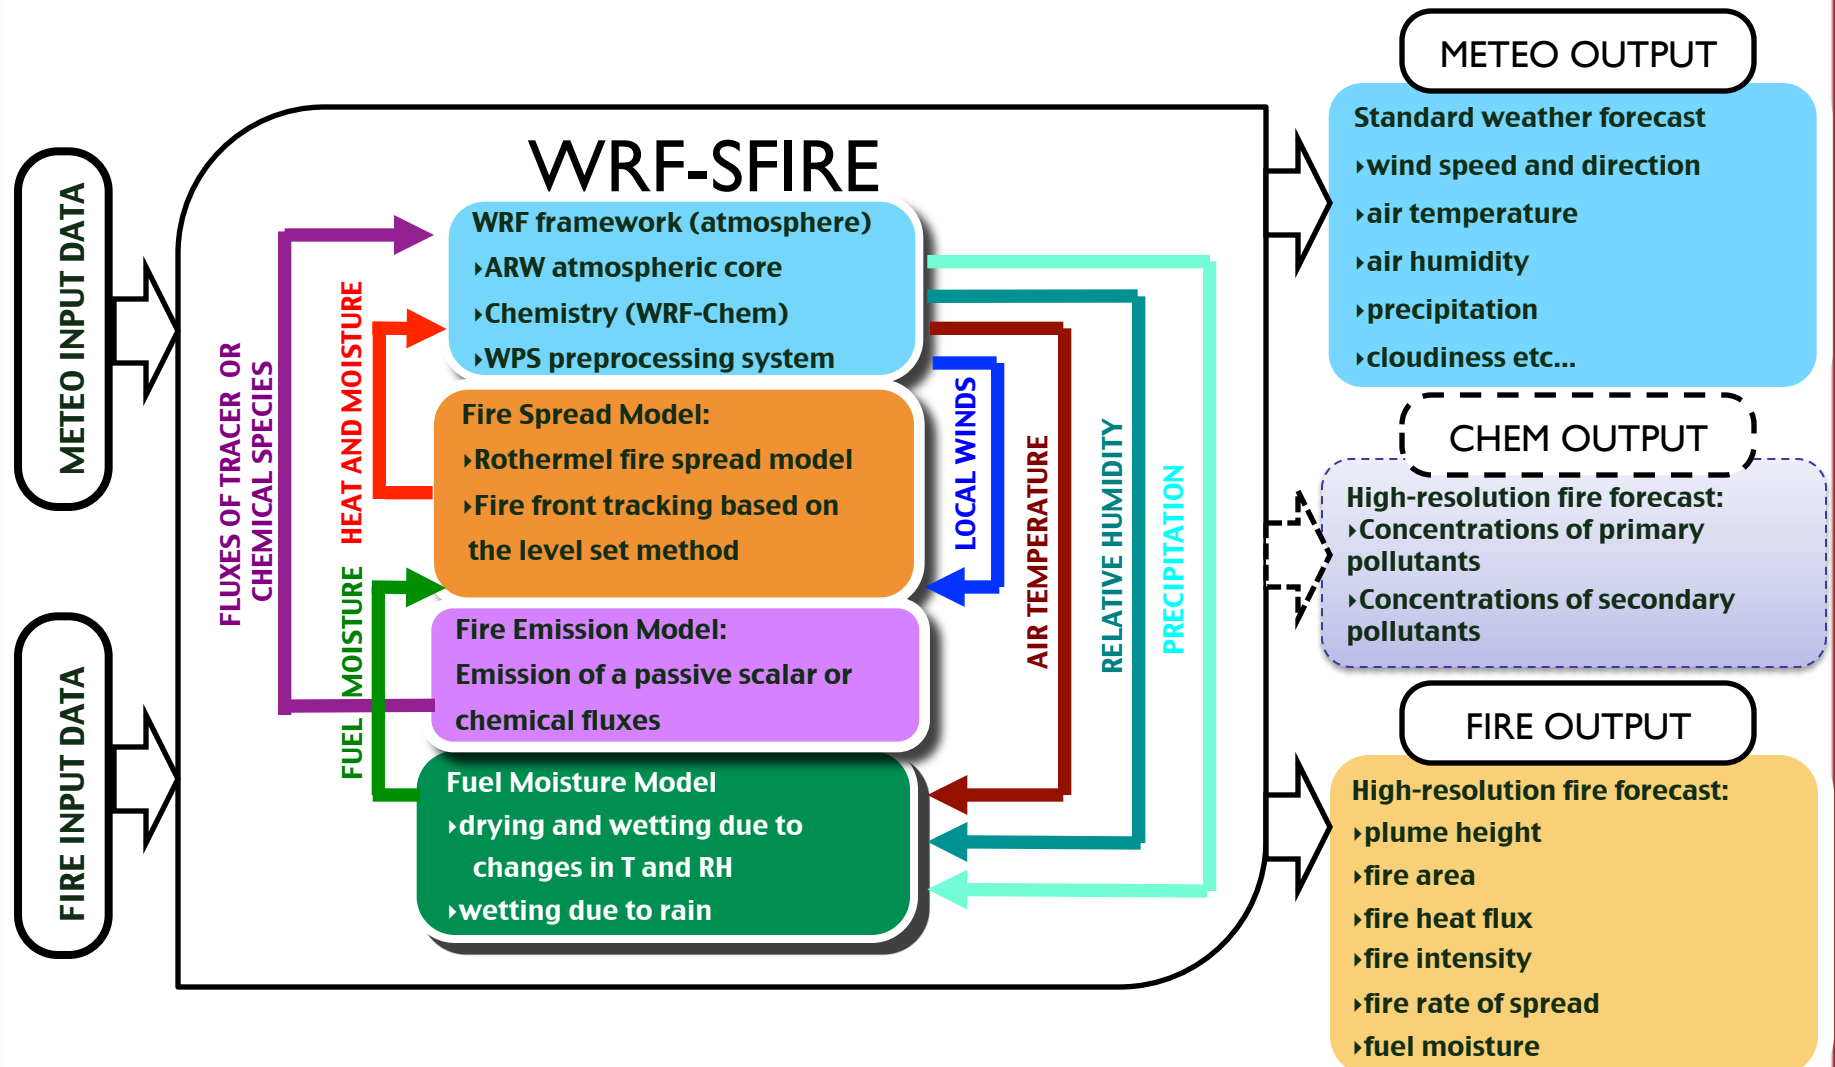 METEO INPUT DATA
FIRE INPUT DATA
WRF-SFIRE
WRF framework (atmosphere)
‣ARW atmospheric core
‣Chemistry (WRF-Chem)
‣WPS preprocessing system
Fire Spread Model:
‣Rothermel fire spread model
‣Fire front tracking based on
the level set method
Fire Emission Model:
Emission of a passive scalar or
chemical fluxes
Fuel Moisture Model
‣drying and wetting due to
changes in T and RH
‣wetting due to rain
FLUXES OF TRACER OR
CHEMICAL SPECIES
HEAT AND MOISTURE
FUEL MOISTURE
LOCAL WINDS
AIR TEMPERATURE
RELATIVE HUMIDITY
PRECIPITATION
METEO OUTPUT
Standard weather forecast
‣wind speed and direction
‣air temperature
‣air humidity
‣precipitation
‣cloudiness etc...
CHEM OUTPUT
High-resolution fire forecast:
‣Concentrations of primary
pollutants
‣Concentrations of secondary
pollutants
FIRE OUTPUT
High-resolution fire forecast:
‣plume height
‣fire area
‣fire heat flux
‣fire intensity
‣fire rate of spread
‣fuel moisture